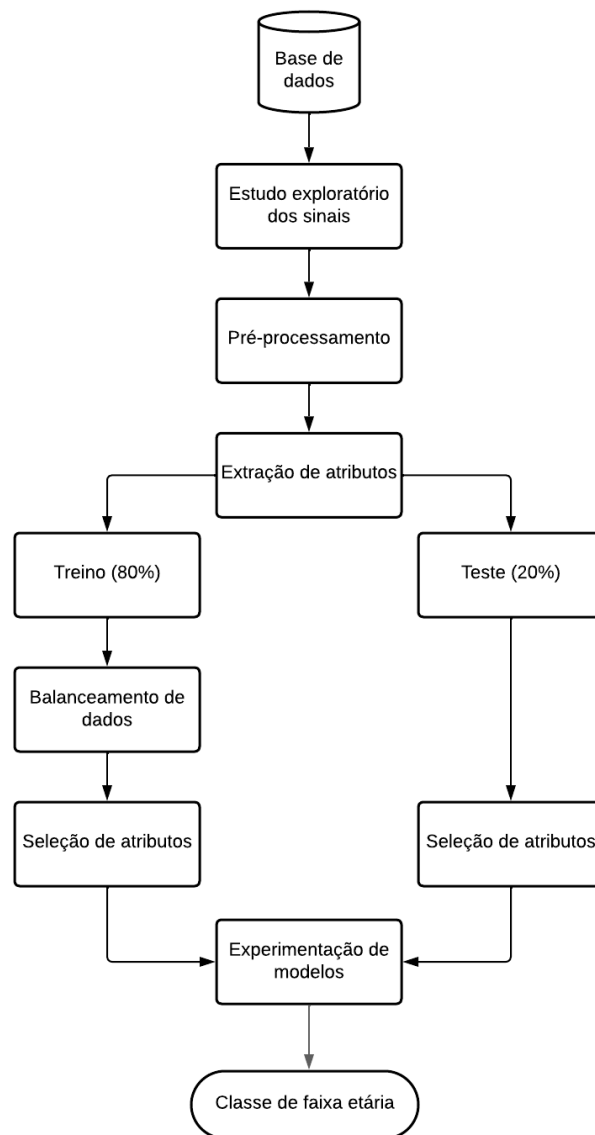 Base de
dados
Estudo exploratório
dos sinais
Pré-processamento
Extração de atributos
Treino (80%)
Teste (20%)
Balanceamento de
dados
Seleção de atributos
Seleção de atributos
Experimentação de
modelos
Classe de faixa etária